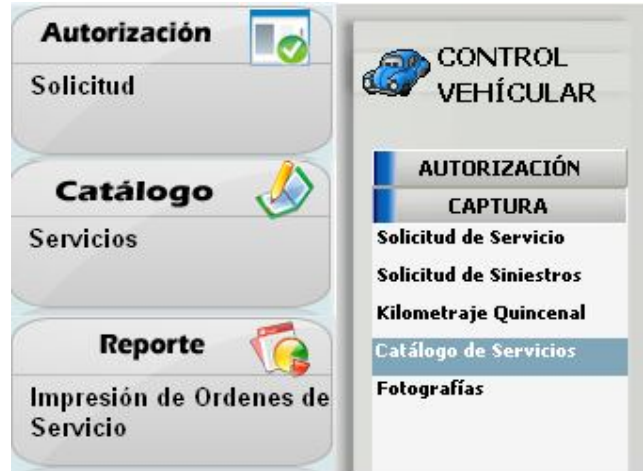 Autorización
Solicitud
Catálogo
Servicios
Reporte
Impresión de Ordenes de
Servicio
CONTROL
VEHÍCULAR
AUTORIZACIÓN
CAPTURA
Solicitud de Servicio
Solicitud de Siniestros
Kilometraje Quincenal
Catálogo de Servicios
Fotografías